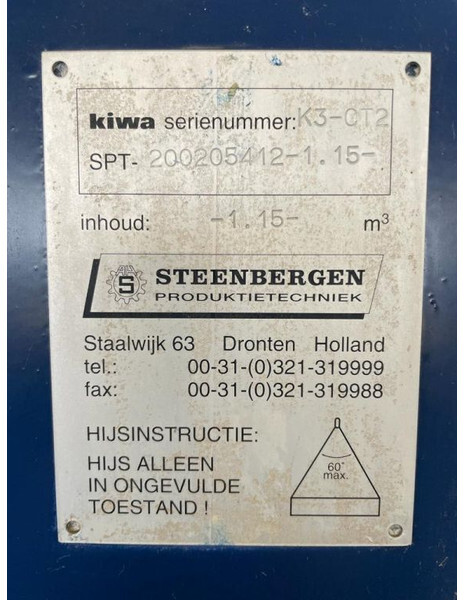 kiwa serienummer: K3-CT2
SPT- 200205412-1.15-
inhoud: -1.15- m³
S STEENBERGEN
PRODUKTIETECHNIEK
Staalwijk 63 Dronten Holland
tel.: 00-31-(0)321-319999
fax: 00-31-(0)321-319988
HIJSINSTRUCTIE:
HIJS ALLEEN
IN ONGEVULDE
TOESTAND !
60°
max.